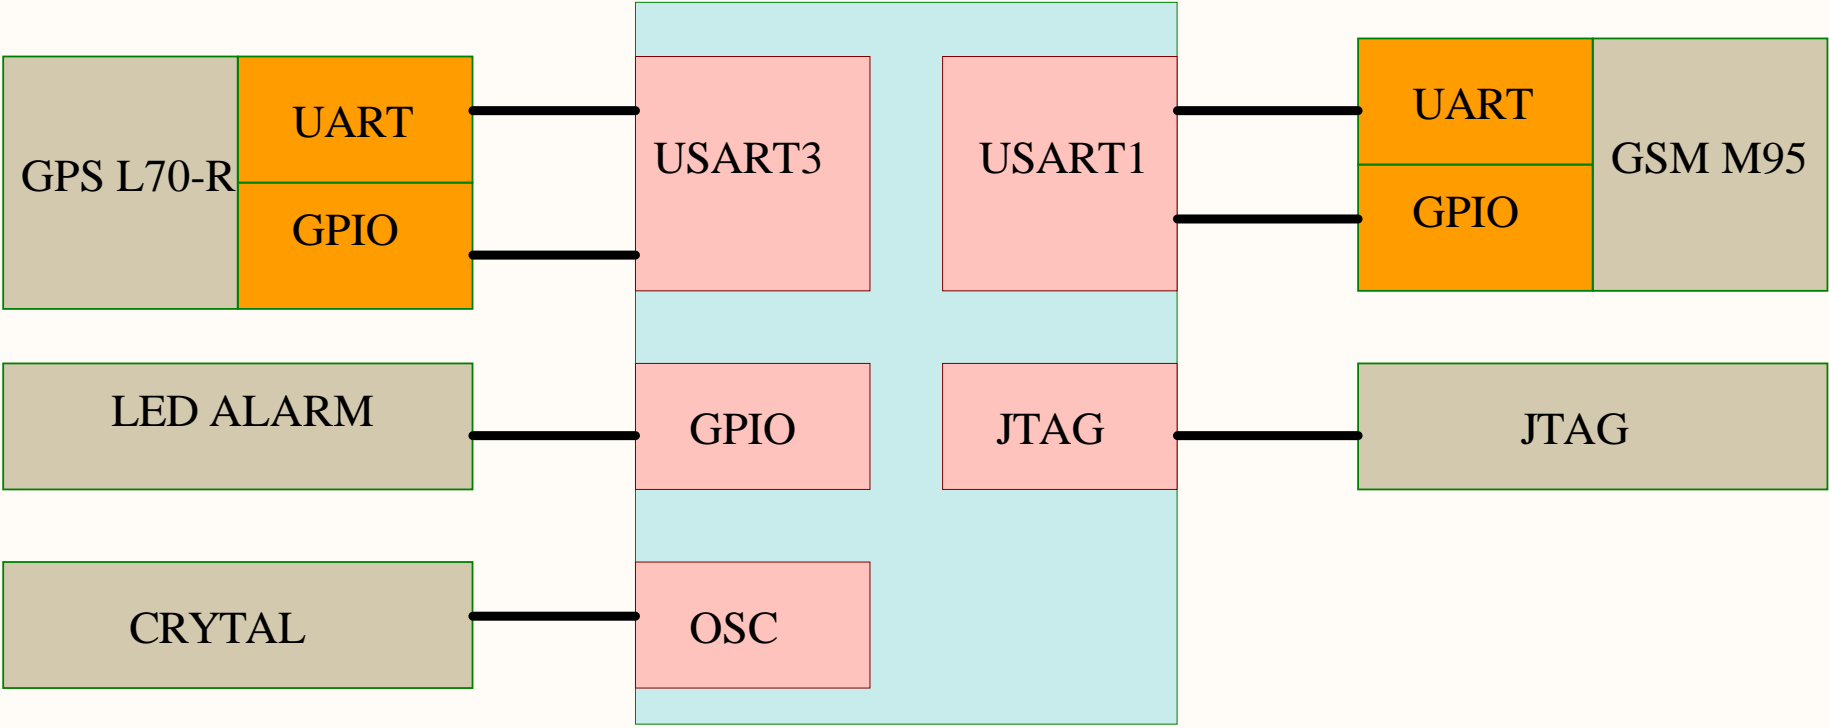 GPS L70-R
UART
GPIO
USART3
USART1
UART
GPIO
GSM M95
LED ALARM
GPIO
JTAG
JTAG
CRYTAL
OSC